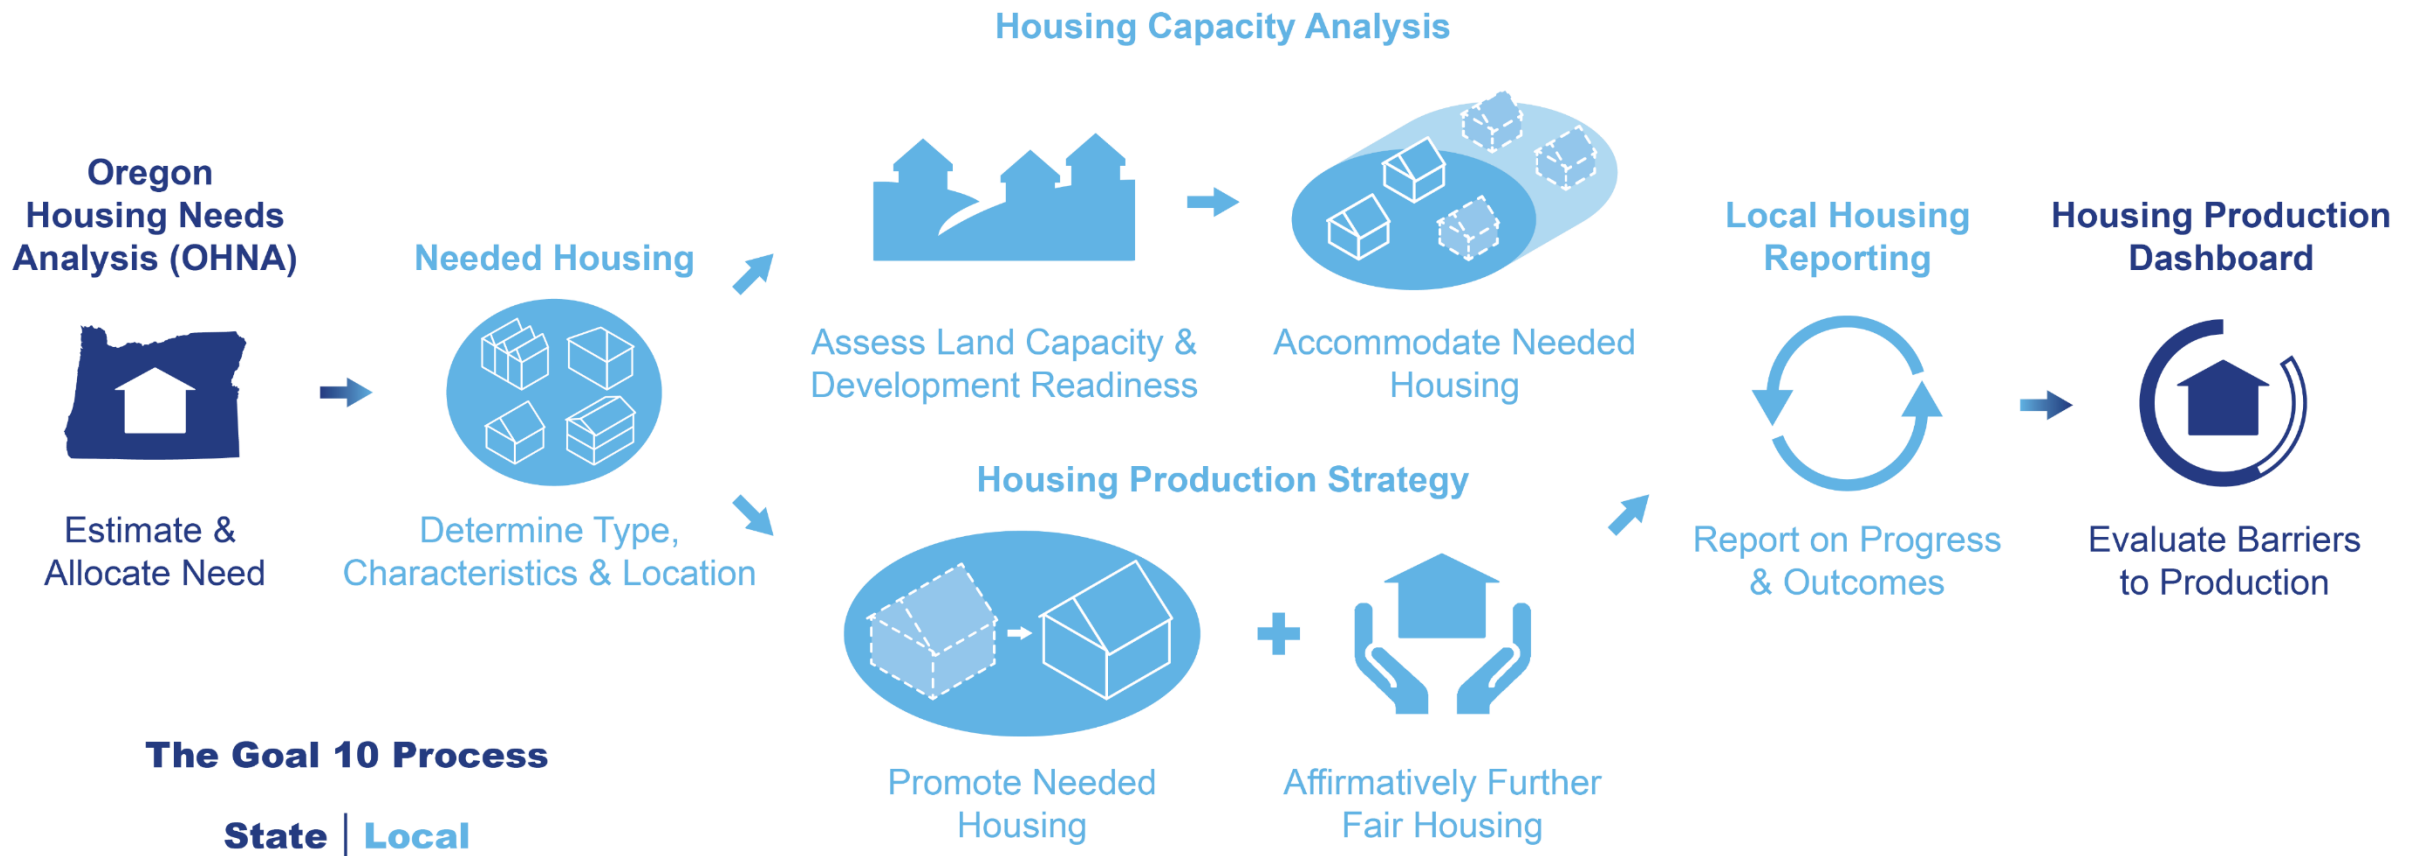 Housing Capacity Analysis
Oregon
Housing Needs
Analysis (OHNA)
Estimate &
Allocate Need
Needed Housing
Determine Type,
Characteristics & Location
Assess Land Capacity &
Development Readiness
Accommodate Needed
Housing
Housing Production Strategy
Promote Needed
Housing
Affirmatively Further
Fair Housing
Local Housing
Reporting
Report on Progress
& Outcomes
Housing Production
Dashboard
Evaluate Barriers
to Production
The Goal 10 Process
State | Local